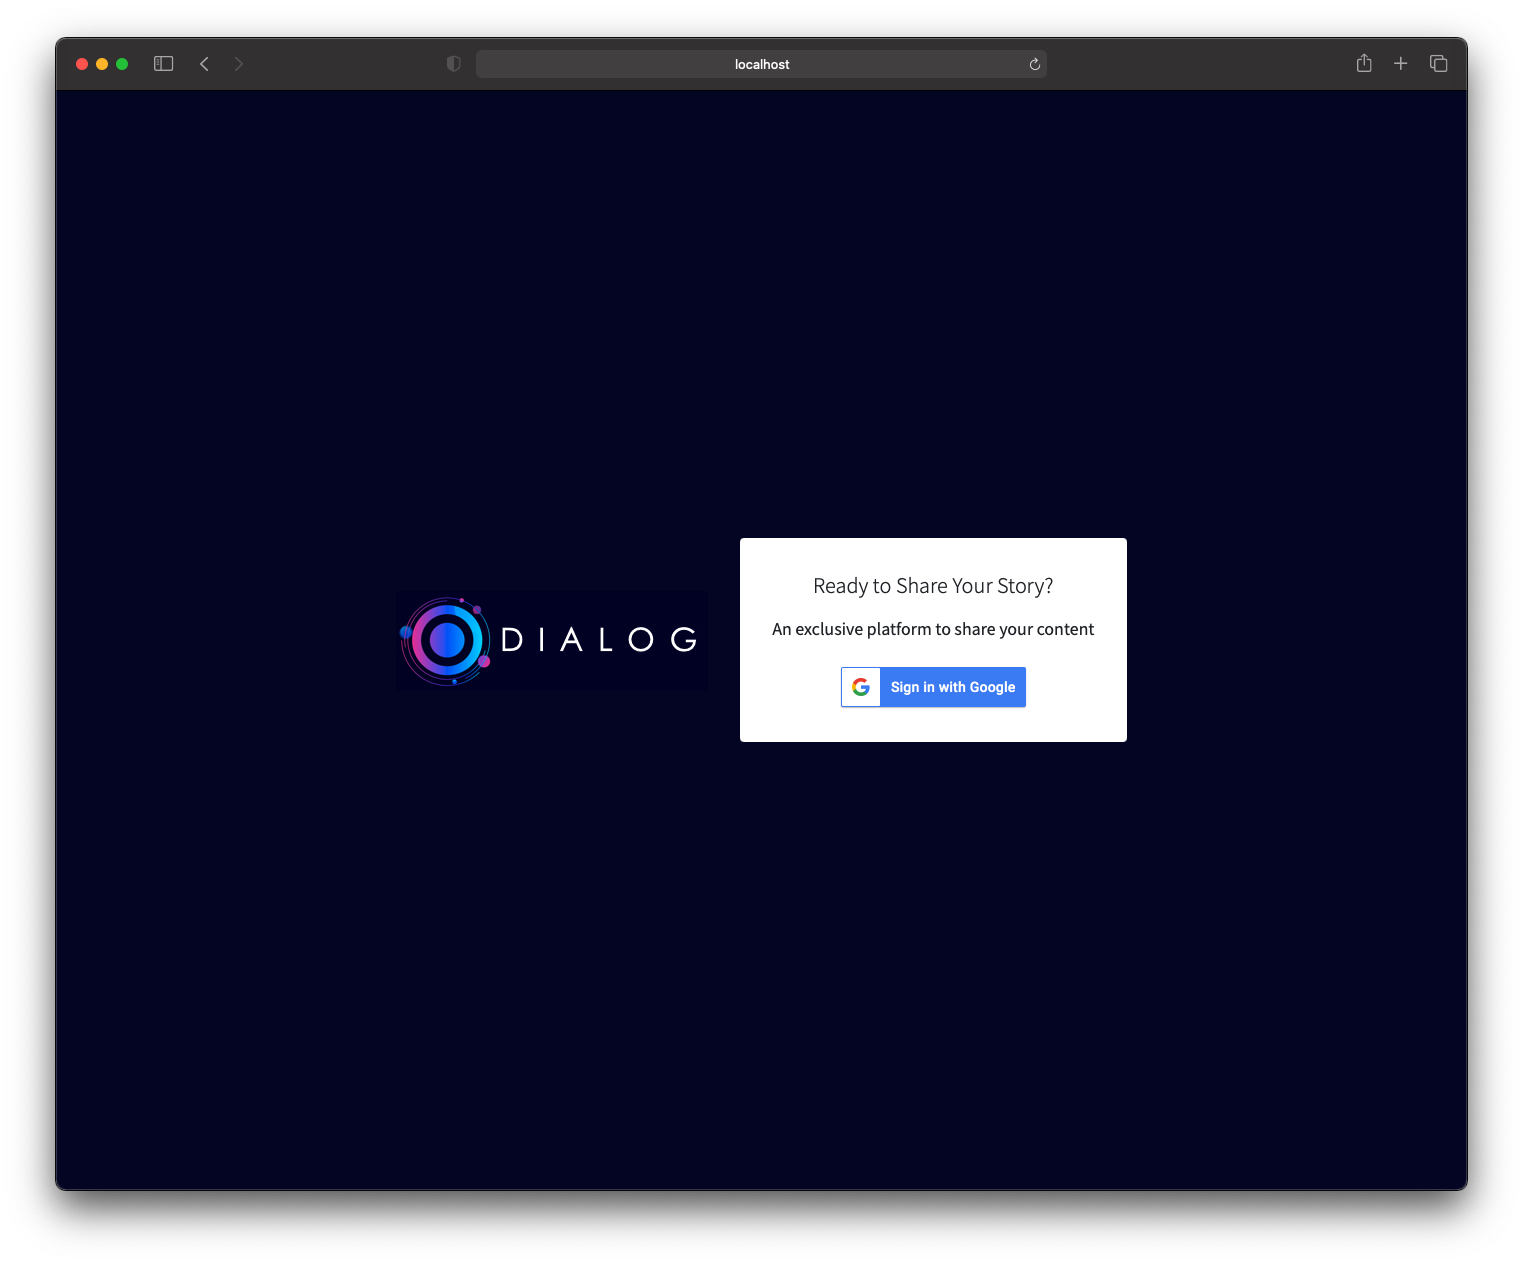 localhost
DIALOG
Ready to Share Your Story?
An exclusive platform to share your content
Sign in with Google